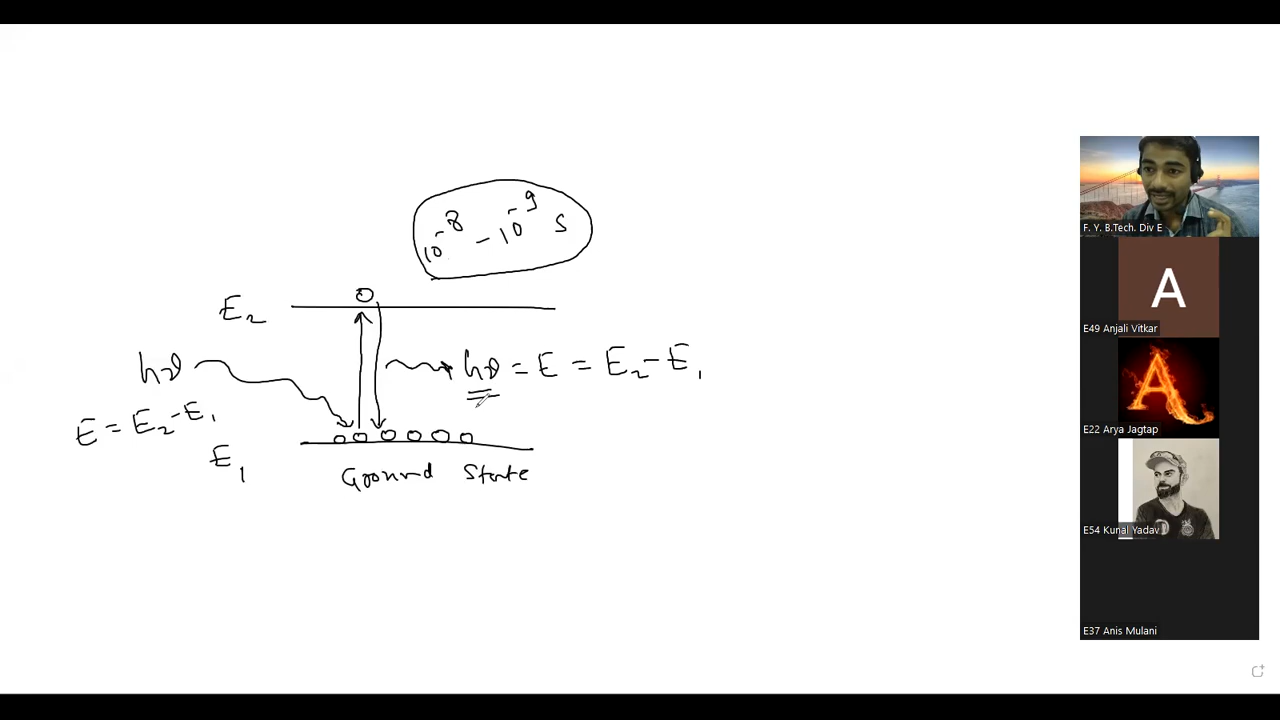 10⁻⁸ – 10⁻⁹ s
E₂
hν
hν = E = E₂ – E₁
E = E₂ – E₁
E₁
Ground State
F. Y. B.Tech. Div E
A
E49 Anjali Vitkar
A
E22 Arya Jagtap
E54 Kunal Yadav
E37 Anis Mulani